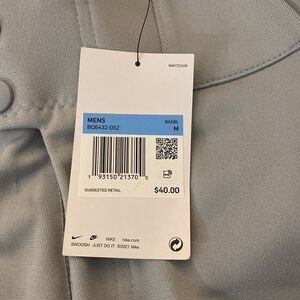 INW722459
MENS BASBL
BQ6432-052 M
1 93150 21370 0
SUGGESTED RETAIL $40.00
NIKE nike.com
SWOOSH JUST DO IT ©2021 Nike